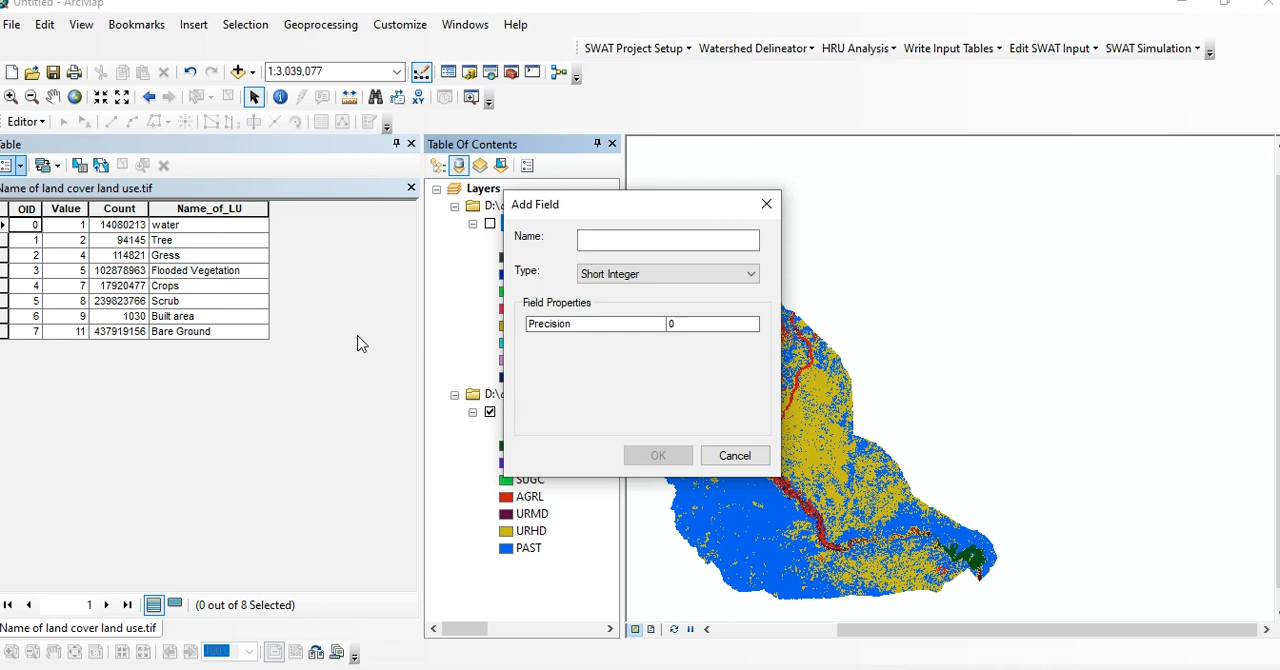 Untitled - ArcMap
File Edit View Bookmarks Insert Selection Geoprocessing Customize Windows Help
SWAT Project Setup Watershed Delineator HRU Analysis Write Input Tables Edit SWAT Input SWAT Simulation
1:3,039,077
Editor
able
Table Of Contents
Name of land cover land use.tif
OID Value Count Name_of_LU
0 1 14080213 water
1 2 94145 Tree
2 4 114821 Gress
3 5 102878963 Flooded Vegetation
4 7 17920477 Crops
5 8 239823766 Scrub
6 9 1030 Built area
7 11 437919156 Bare Ground
Layers
D:\
D:\
SUGC
AGRL
URMD
URHD
PAST
Add Field
Name:
Type: Short Integer
Field Properties
Precision 0
OK Cancel
1 (0 out of 8 Selected)
Name of land cover land use.tif